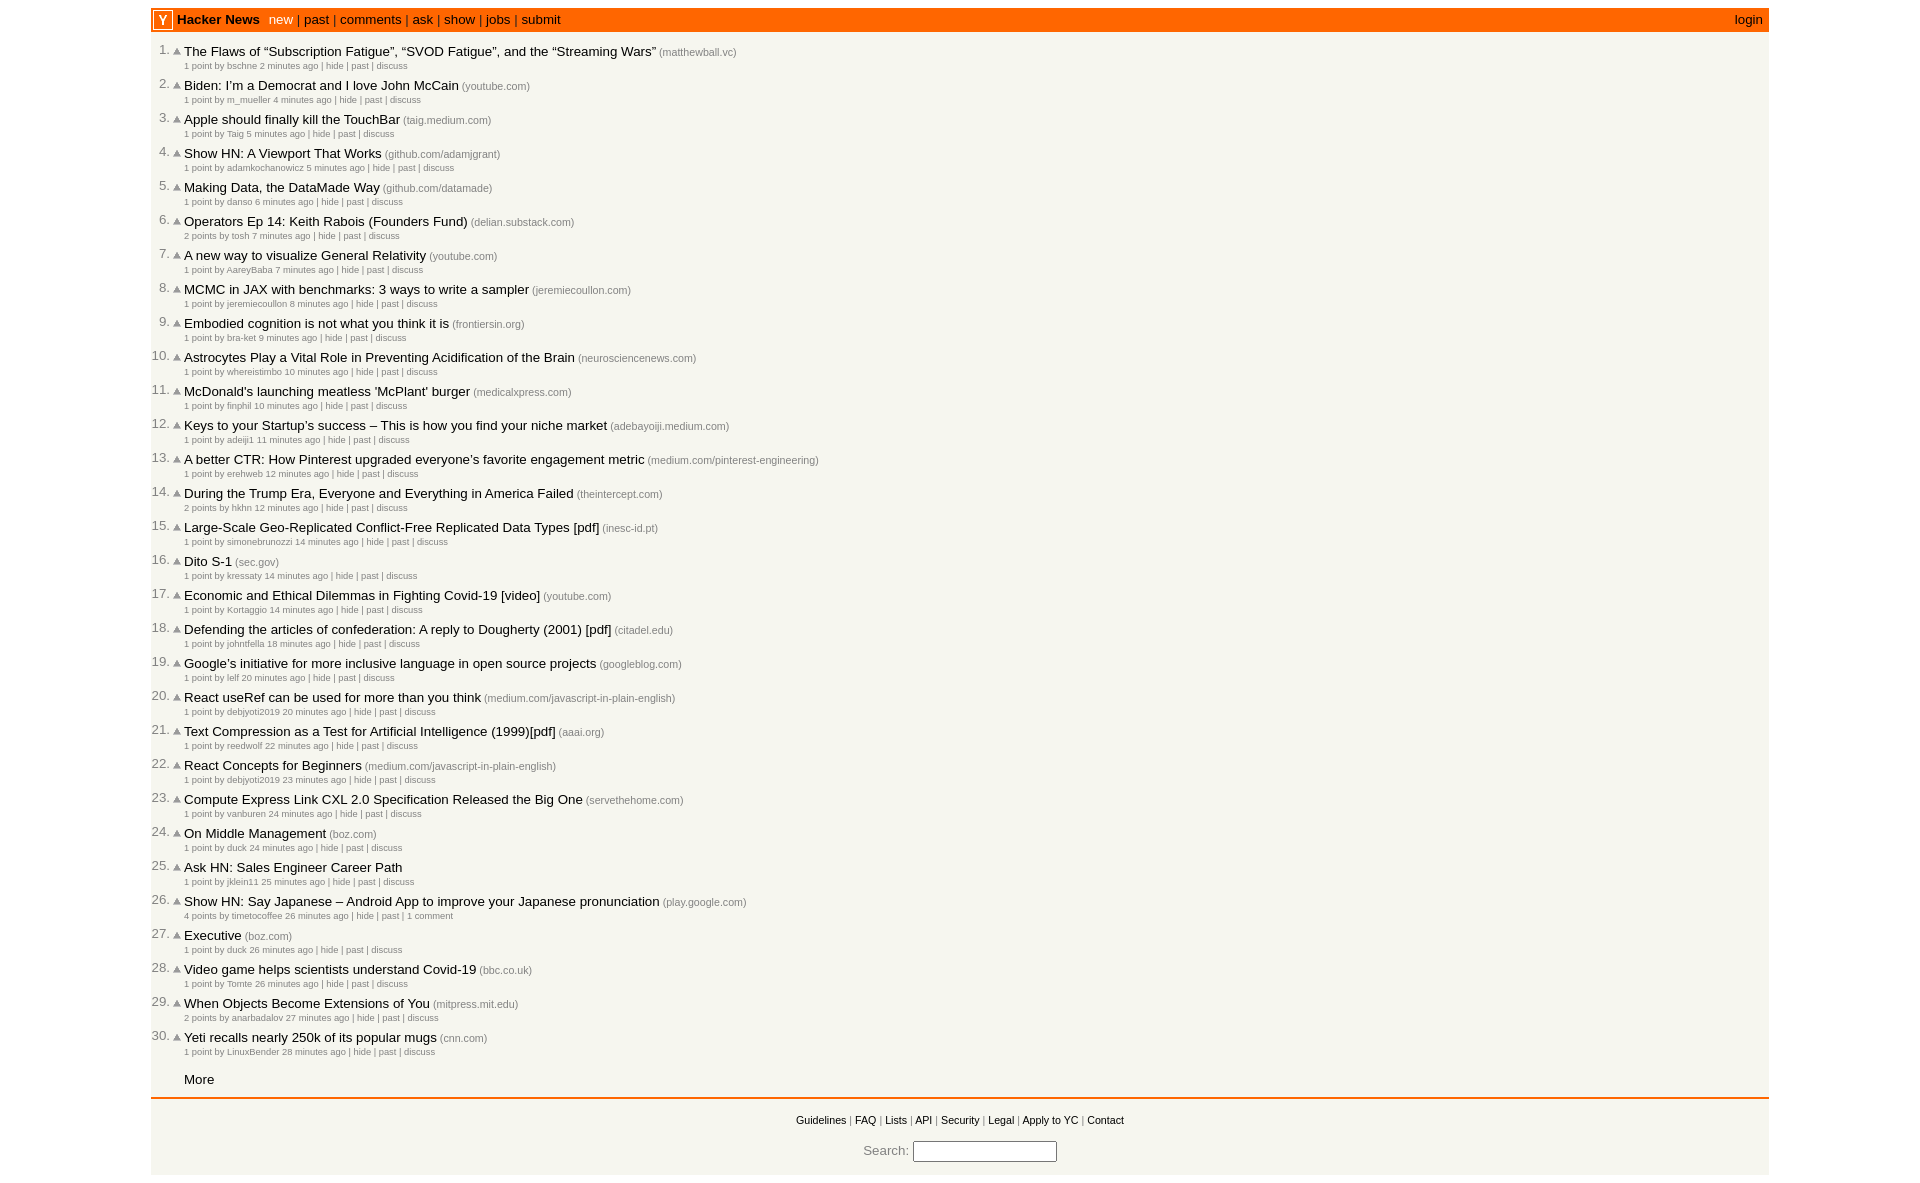 Y Hacker News new | past | comments | ask | show | jobs | submit login
1. The Flaws of “Subscription Fatigue”, “SVOD Fatigue”, and the “Streaming Wars” (matthewball.vc)
1 point by bschne 2 minutes ago | hide | past | discuss
2. Biden: I’m a Democrat and I love John McCain (youtube.com)
1 point by m_mueller 4 minutes ago | hide | past | discuss
3. Apple should finally kill the TouchBar (taig.medium.com)
1 point by Taig 5 minutes ago | hide | past | discuss
4. Show HN: A Viewport That Works (github.com/adamjgrant)
1 point by adamkochanowicz 5 minutes ago | hide | past | discuss
5. Making Data, the DataMade Way (github.com/datamade)
1 point by danso 6 minutes ago | hide | past | discuss
6. Operators Ep 14: Keith Rabois (Founders Fund) (delian.substack.com)
2 points by tosh 7 minutes ago | hide | past | discuss
7. A new way to visualize General Relativity (youtube.com)
1 point by AareyBaba 7 minutes ago | hide | past | discuss
8. MCMC in JAX with benchmarks: 3 ways to write a sampler (jeremiecoullon.com)
1 point by jeremiecoullon 8 minutes ago | hide | past | discuss
9. Embodied cognition is not what you think it is (frontiersin.org)
1 point by bra-ket 9 minutes ago | hide | past | discuss
10. Astrocytes Play a Vital Role in Preventing Acidification of the Brain (neurosciencenews.com)
1 point by whereistimbo 10 minutes ago | hide | past | discuss
11. McDonald's launching meatless 'McPlant' burger (medicalxpress.com)
1 point by finphil 10 minutes ago | hide | past | discuss
12. Keys to your Startup’s success – This is how you find your niche market (adebayoiji.medium.com)
1 point by adeiji1 11 minutes ago | hide | past | discuss
13. A better CTR: How Pinterest upgraded everyone’s favorite engagement metric (medium.com/pinterest-engineering)
1 point by erehweb 12 minutes ago | hide | past | discuss
14. During the Trump Era, Everyone and Everything in America Failed (theintercept.com)
2 points by hkhn 12 minutes ago | hide | past | discuss
15. Large-Scale Geo-Replicated Conflict-Free Replicated Data Types [pdf] (inesc-id.pt)
1 point by simonebrunozzi 14 minutes ago | hide | past | discuss
16. Dito S-1 (sec.gov)
1 point by kressaty 14 minutes ago | hide | past | discuss
17. Economic and Ethical Dilemmas in Fighting Covid-19 [video] (youtube.com)
1 point by Kortaggio 14 minutes ago | hide | past | discuss
18. Defending the articles of confederation: A reply to Dougherty (2001) [pdf] (citadel.edu)
1 point by johntfella 18 minutes ago | hide | past | discuss
19. Google’s initiative for more inclusive language in open source projects (googleblog.com)
1 point by lelf 20 minutes ago | hide | past | discuss
20. React useRef can be used for more than you think (medium.com/javascript-in-plain-english)
1 point by debjyoti2019 20 minutes ago | hide | past | discuss
21. Text Compression as a Test for Artificial Intelligence (1999)[pdf] (aaai.org)
1 point by reedwolf 22 minutes ago | hide | past | discuss
22. React Concepts for Beginners (medium.com/javascript-in-plain-english)
1 point by debjyoti2019 23 minutes ago | hide | past | discuss
23. Compute Express Link CXL 2.0 Specification Released the Big One (servethehome.com)
1 point by vanburen 24 minutes ago | hide | past | discuss
24. On Middle Management (boz.com)
1 point by duck 24 minutes ago | hide | past | discuss
25. Ask HN: Sales Engineer Career Path
1 point by jklein11 25 minutes ago | hide | past | discuss
26. Show HN: Say Japanese – Android App to improve your Japanese pronunciation (play.google.com)
4 points by timetocoffee 26 minutes ago | hide | past | 1 comment
27. Executive (boz.com)
1 point by duck 26 minutes ago | hide | past | discuss
28. Video game helps scientists understand Covid-19 (bbc.co.uk)
1 point by Tomte 26 minutes ago | hide | past | discuss
29. When Objects Become Extensions of You (mitpress.mit.edu)
2 points by anarbadalov 27 minutes ago | hide | past | discuss
30. Yeti recalls nearly 250k of its popular mugs (cnn.com)
1 point by LinuxBender 28 minutes ago | hide | past | discuss
More
Guidelines | FAQ | Lists | API | Security | Legal | Apply to YC | Contact
Search: